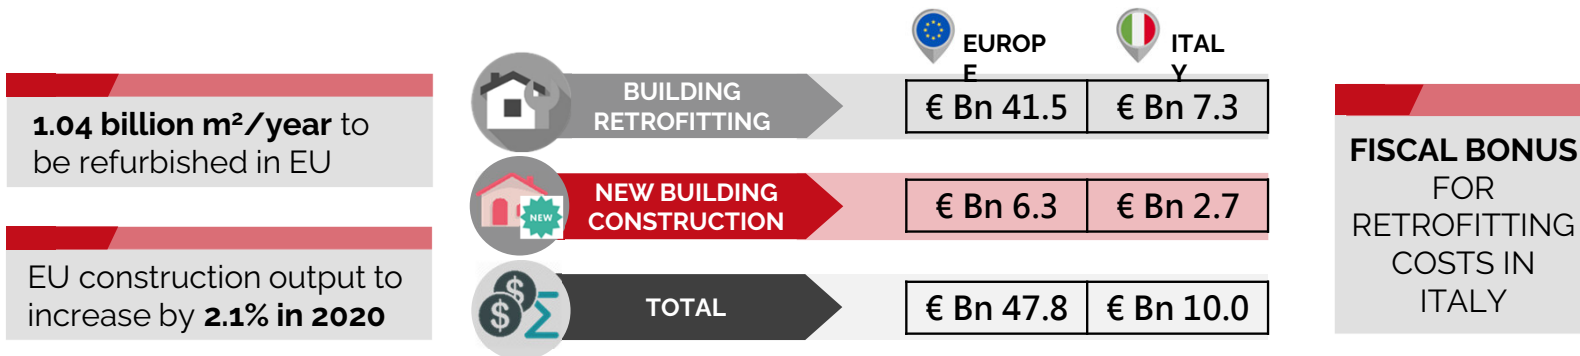 1.04 billion m²/year to
be refurbished in EU
EU construction output to
increase by 2.1% in 2020
EUROP
E
ITAL
Y
BUILDING
RETROFITTING
€ Bn 41.5
€ Bn 7.3
NEW
NEW BUILDING
CONSTRUCTION
€ Bn 6.3
€ Bn 2.7
$
$
Σ
TOTAL
€ Bn 47.8
€ Bn 10.0
FISCAL BONUS
FOR
RETROFITTING
COSTS IN
ITALY